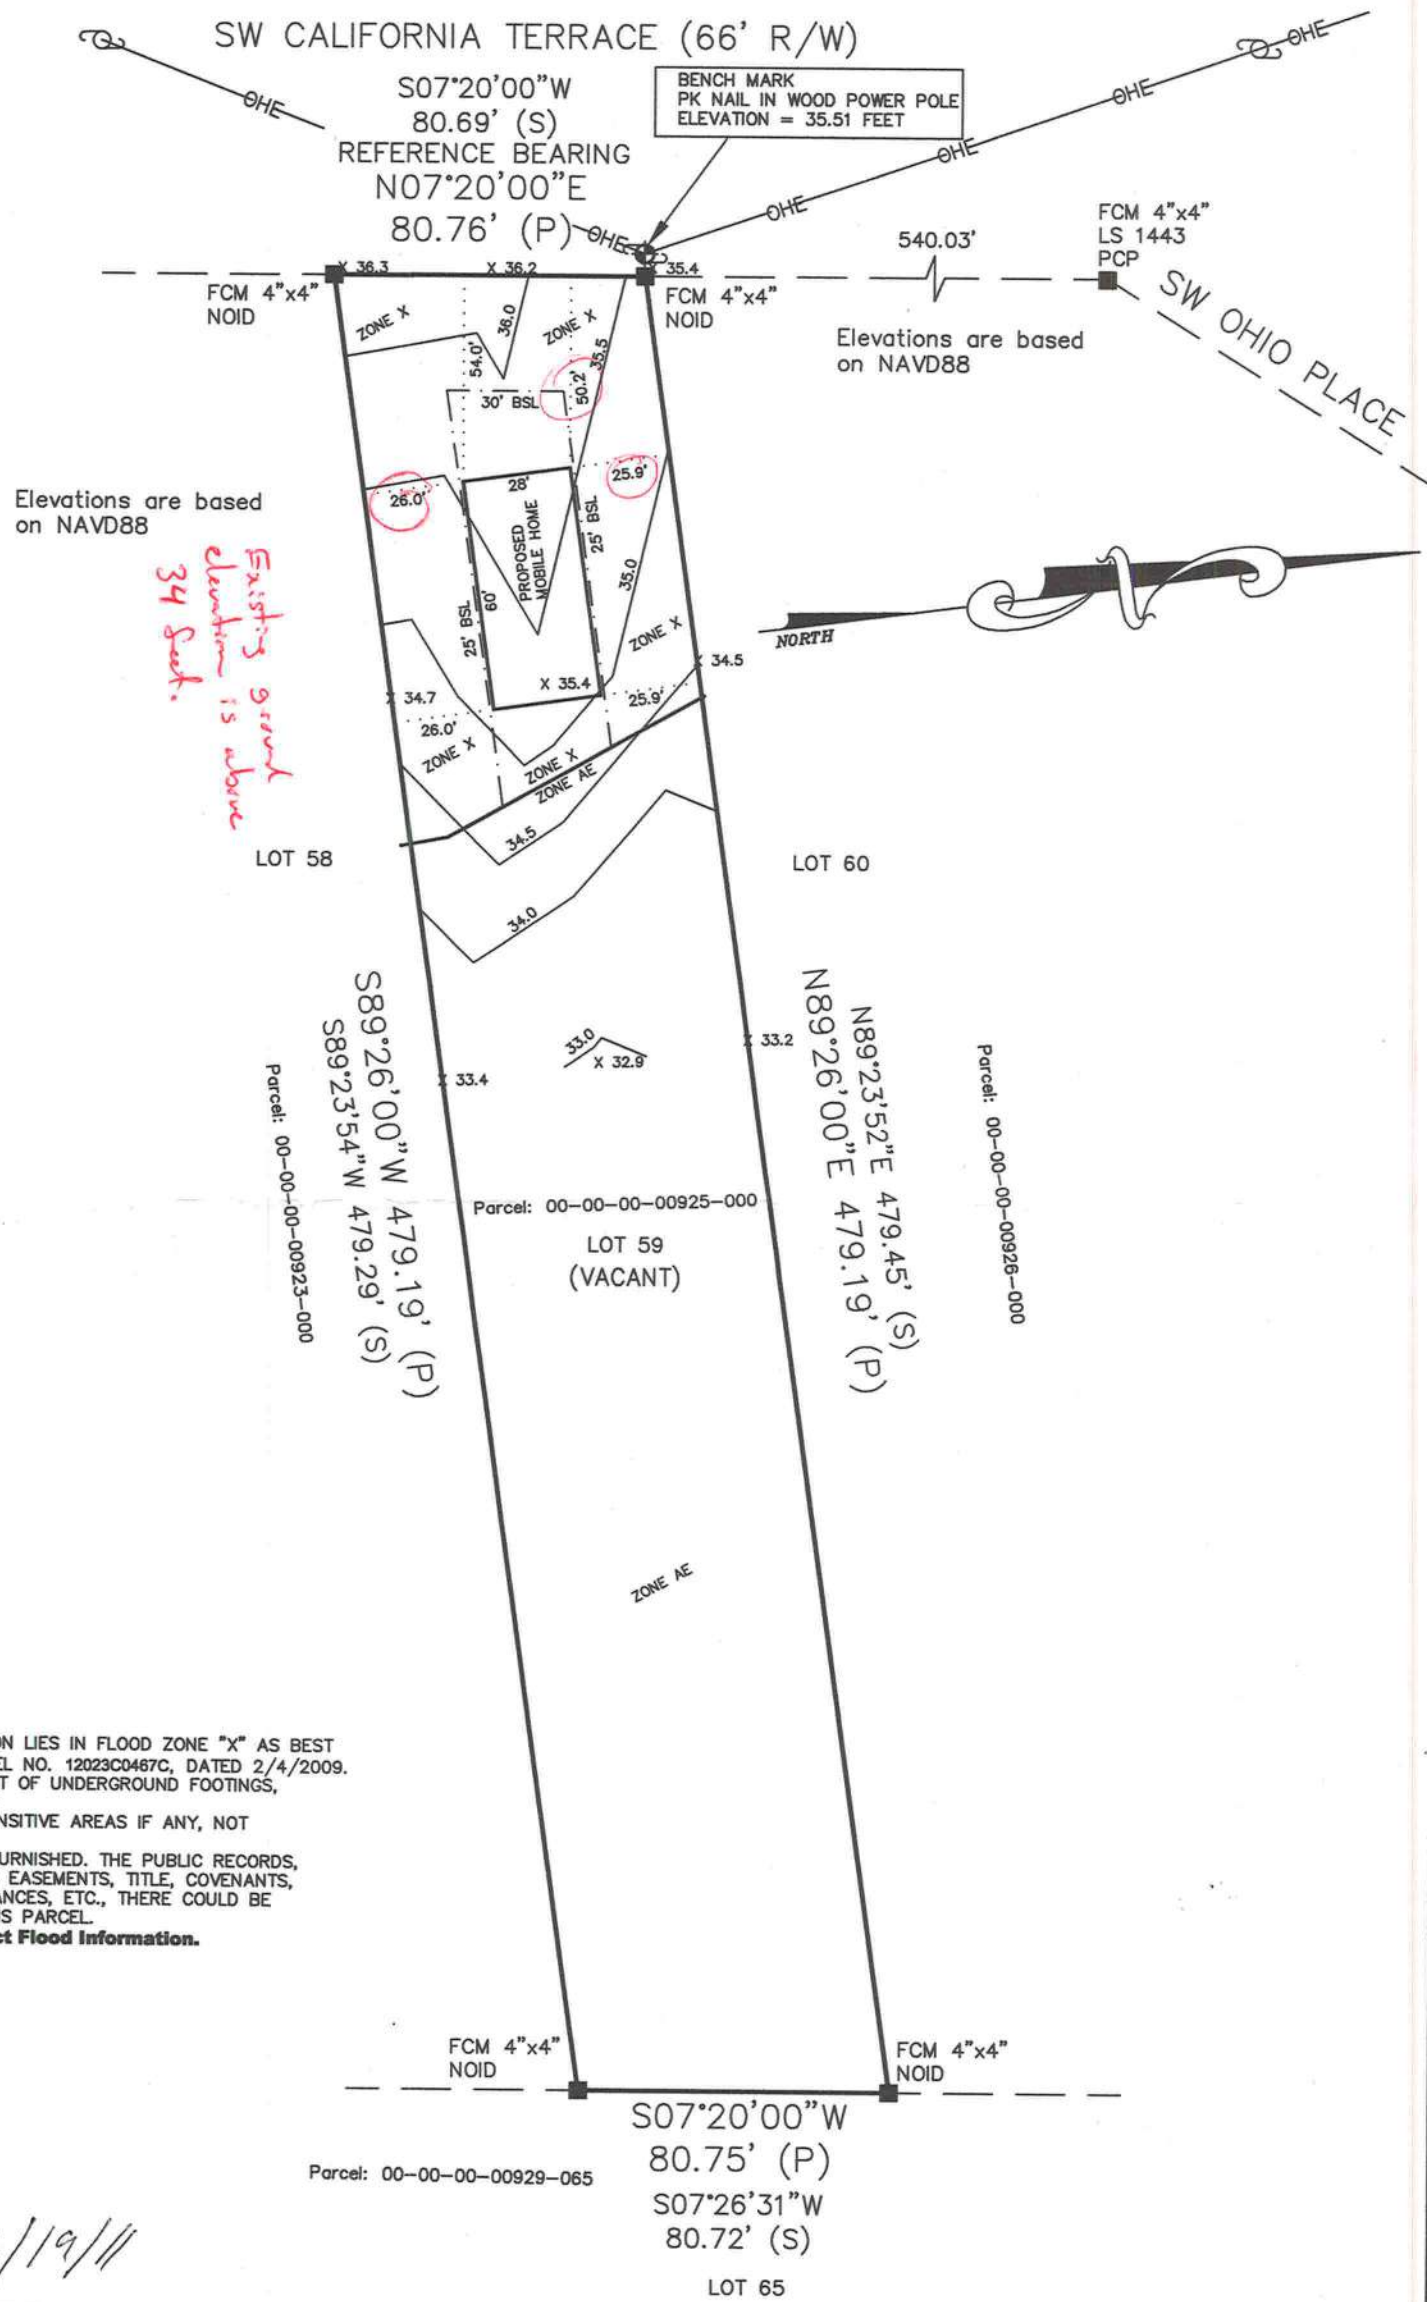 SW CALIFORNIA TERRACE (66' R/W)
OHE
OHE
S07°20'00"W
80.69' (S)
REFERENCE BEARING
N07°20'00"E
80.76' (P)
BENCH MARK
PK NAIL IN WOOD POWER POLE
ELEVATION = 35.51 FEET
OHE
OHE
OHE
OHE
540.03'
FCM 4"x4"
LS 1443
PCP
SW OHIO PLACE
X 36.3
X 36.2
X 35.4
FCM 4"x4"
NOID
FCM 4"x4"
NOID
Elevations are based
on NAVD88
ZONE X
54.0'
36.0
ZONE X
50.2'
35.5
30' BSL
26.0'
28'
25.9'
Elevations are based
on NAVD88
Existing ground
elevation is above
34 feet.
PROPOSED
MOBILE HOME
25' BSL
25' BSL
60'
35.0
ZONE X
NORTH
N
X 34.5
X 35.4
X 34.7
25.9'
26.0'
ZONE X
ZONE X
ZONE AE
34.5
LOT 58
LOT 60
34.0
33.0
X 32.9
X 33.2
X 33.4
S89°26'00"W 479.19' (P)
S89°23'54"W 479.29' (S)
N89°23'52"E 479.45' (S)
N89°26'00"E 479.19' (P)
Parcel: 00-00-00-00923-000
Parcel: 00-00-00-00926-000
Parcel: 00-00-00-00925-000
LOT 59
(VACANT)
ZONE AE
ON LIES IN FLOOD ZONE "X" AS BEST
EL NO. 12023C0467C, DATED 2/4/2009.
T OF UNDERGROUND FOOTINGS,
NSITIVE AREAS IF ANY, NOT
URNISHED. THE PUBLIC RECORDS,
EASEMENTS, TITLE, COVENANTS,
ANCES, ETC., THERE COULD BE
S PARCEL.
ct Flood Information.
FCM 4"x4"
NOID
FCM 4"x4"
NOID
S07°20'00"W
80.75' (P)
S07°26'31"W
80.72' (S)
Parcel: 00-00-00-00929-065
LOT 65
/19/11